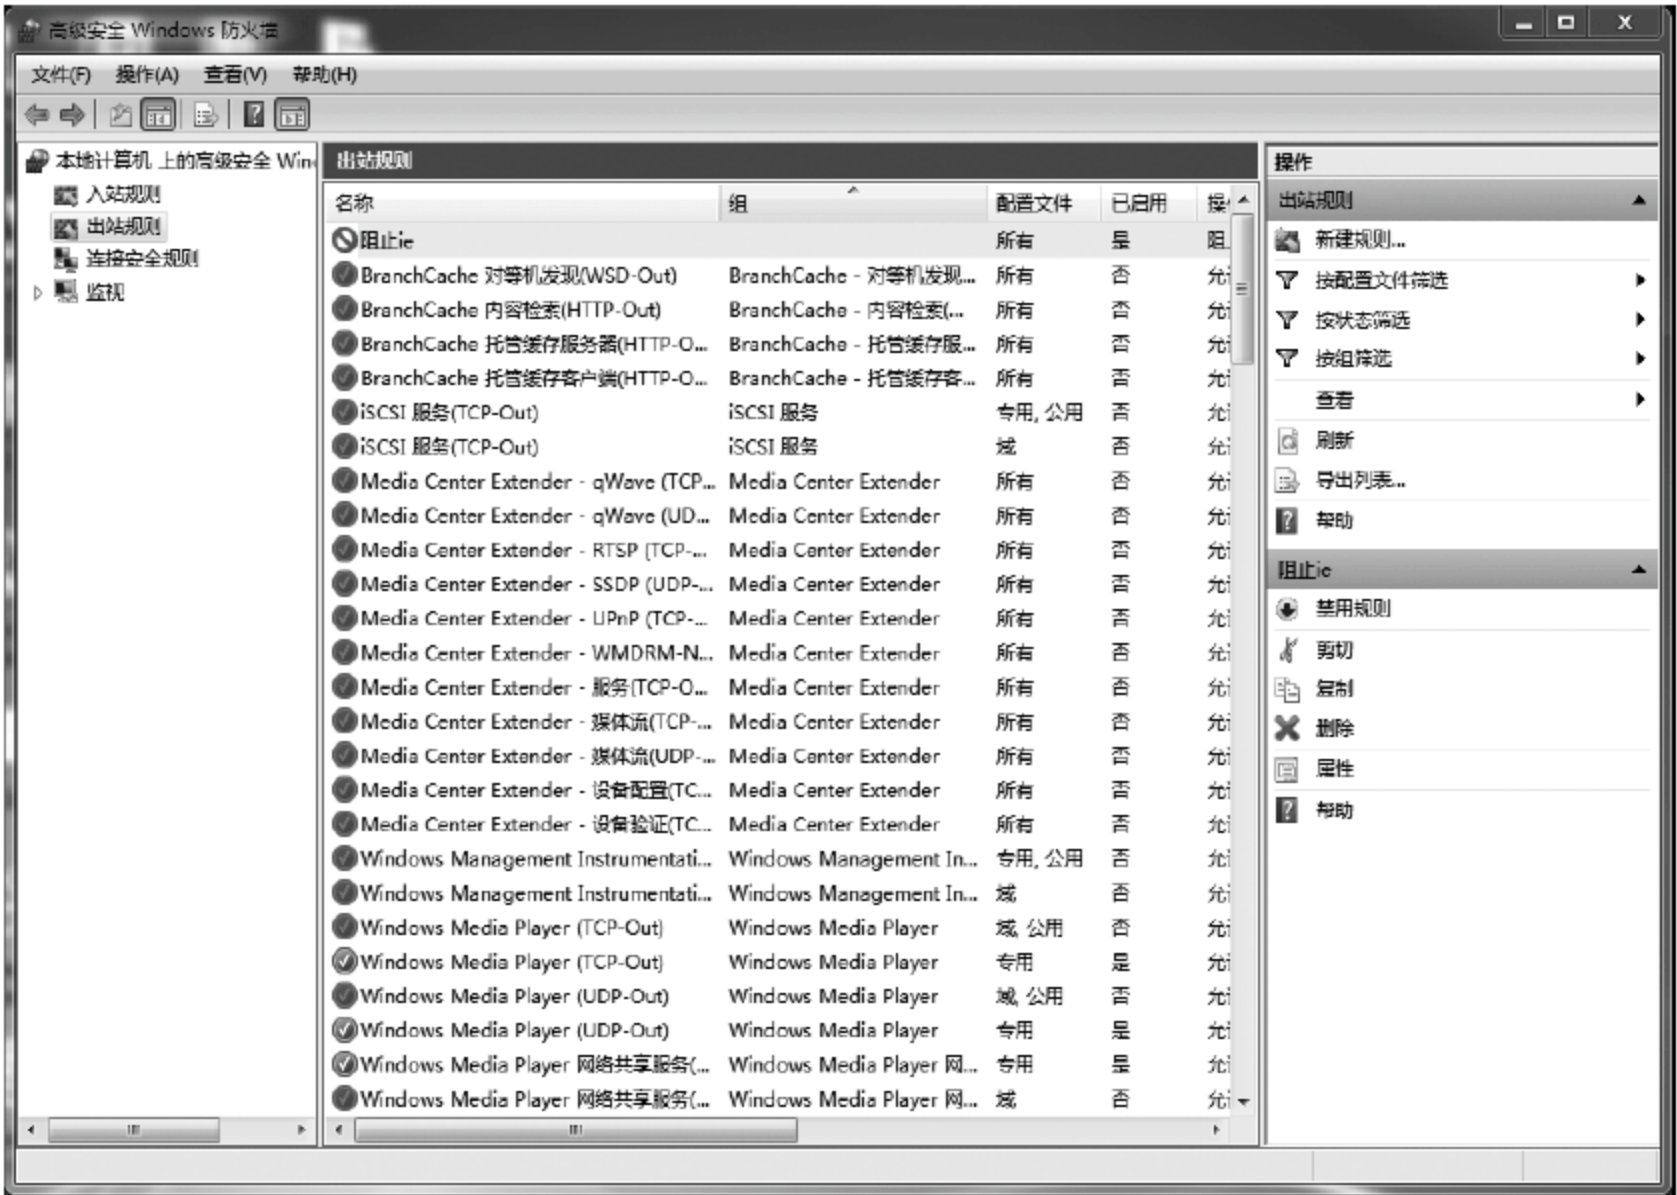 高级安全 Windows 防火墙
文件(F) 操作(A) 查看(V) 帮助(H)
本地计算机 上的高级安全 Win
入站规则
出站规则
连接安全规则
监视
出站规则
名称 组 配置文件 已启用 操
阻止ie 所有 是 阻
BranchCache 对等机发现(WSD-Out) BranchCache - 对等机发现... 所有 否 允
BranchCache 内容检索(HTTP-Out) BranchCache - 内容检索(... 所有 否 允
BranchCache 托管缓存服务器(HTTP-O... BranchCache - 托管缓存服... 所有 否 允
BranchCache 托管缓存客户端(HTTP-O... BranchCache - 托管缓存客... 所有 否 允
iSCSI 服务(TCP-Out) iSCSI 服务 专用, 公用 否 允
iSCSI 服务(TCP-Out) iSCSI 服务 域 否 允
Media Center Extender - qWave (TCP... Media Center Extender 所有 否 允
Media Center Extender - qWave (UD... Media Center Extender 所有 否 允
Media Center Extender - RTSP (TCP-... Media Center Extender 所有 否 允
Media Center Extender - SSDP (UDP-... Media Center Extender 所有 否 允
Media Center Extender - UPnP (TCP-... Media Center Extender 所有 否 允
Media Center Extender - WMDRM-N... Media Center Extender 所有 否 允
Media Center Extender - 服务(TCP-O... Media Center Extender 所有 否 允
Media Center Extender - 媒体流(TCP-... Media Center Extender 所有 否 允
Media Center Extender - 媒体流(UDP-... Media Center Extender 所有 否 允
Media Center Extender - 设备配置(TC... Media Center Extender 所有 否 允
Media Center Extender - 设备验证(TC... Media Center Extender 所有 否 允
Windows Management Instrumentati... Windows Management In... 专用, 公用 否 允
Windows Management Instrumentati... Windows Management In... 域 否 允
Windows Media Player (TCP-Out) Windows Media Player 域, 公用 否 允
Windows Media Player (TCP-Out) Windows Media Player 专用 是 允
Windows Media Player (UDP-Out) Windows Media Player 域, 公用 否 允
Windows Media Player (UDP-Out) Windows Media Player 专用 是 允
Windows Media Player 网络共享服务(... Windows Media Player 网... 专用 是 允
Windows Media Player 网络共享服务(... Windows Media Player 网... 域 否 允
操作
出站规则
新建规则...
按配置文件筛选
按状态筛选
按组筛选
查看
刷新
导出列表...
帮助
阻止ie
禁用规则
剪切
复制
删除
属性
帮助